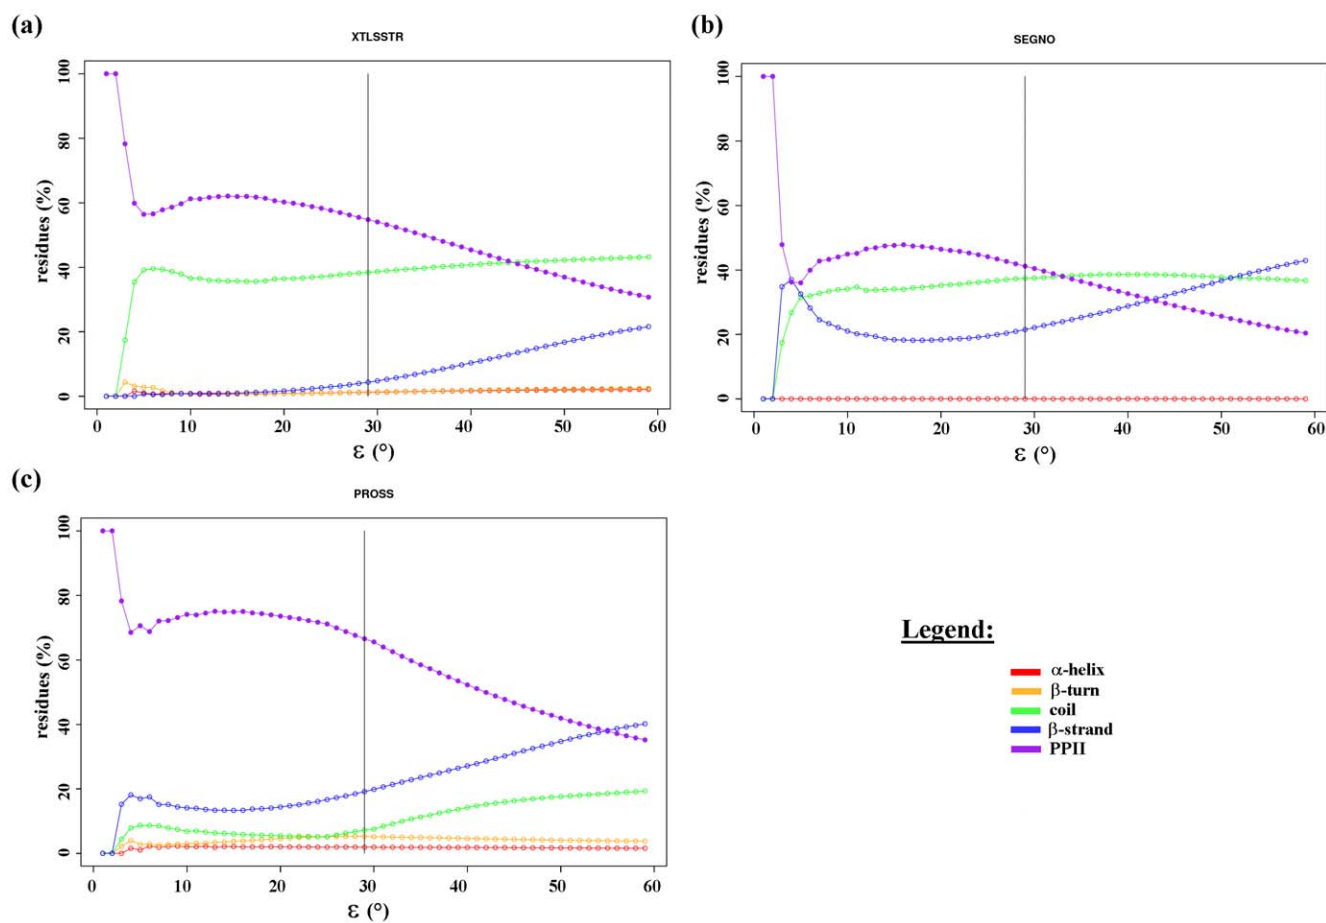 (a)
XTLSSTR
residues (%)
100
80
60
40
20
0
0 10 20 30 40 50 60
ε (°)
(b)
SEGNO
residues (%)
100
80
60
40
20
0
0 10 20 30 40 50 60
ε (°)
(c)
PROSS
residues (%)
100
80
60
40
20
0
0 10 20 30 40 50 60
ε (°)
Legend:
α-helix
β-turn
coil
β-strand
PPII